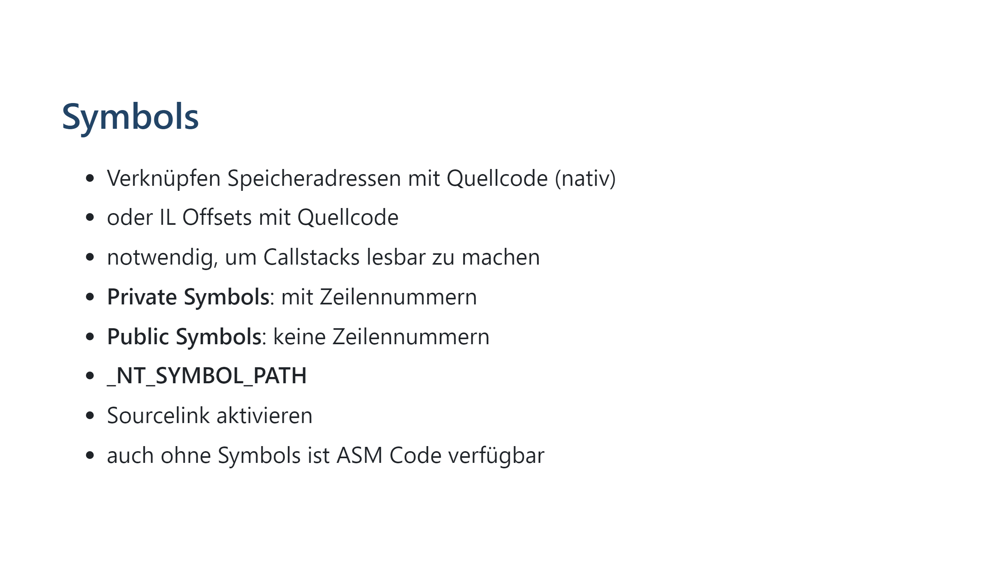 Symbols
Verknüpfen Speicheradressen mit Quellcode (nativ)
oder IL Offsets mit Quellcode
notwendig, um Callstacks lesbar zu machen
Private Symbols: mit Zeilennummern
Public Symbols: keine Zeilennummern
_NT_SYMBOL_PATH
Sourcelink aktivieren
auch ohne Symbols ist ASM Code verfügbar